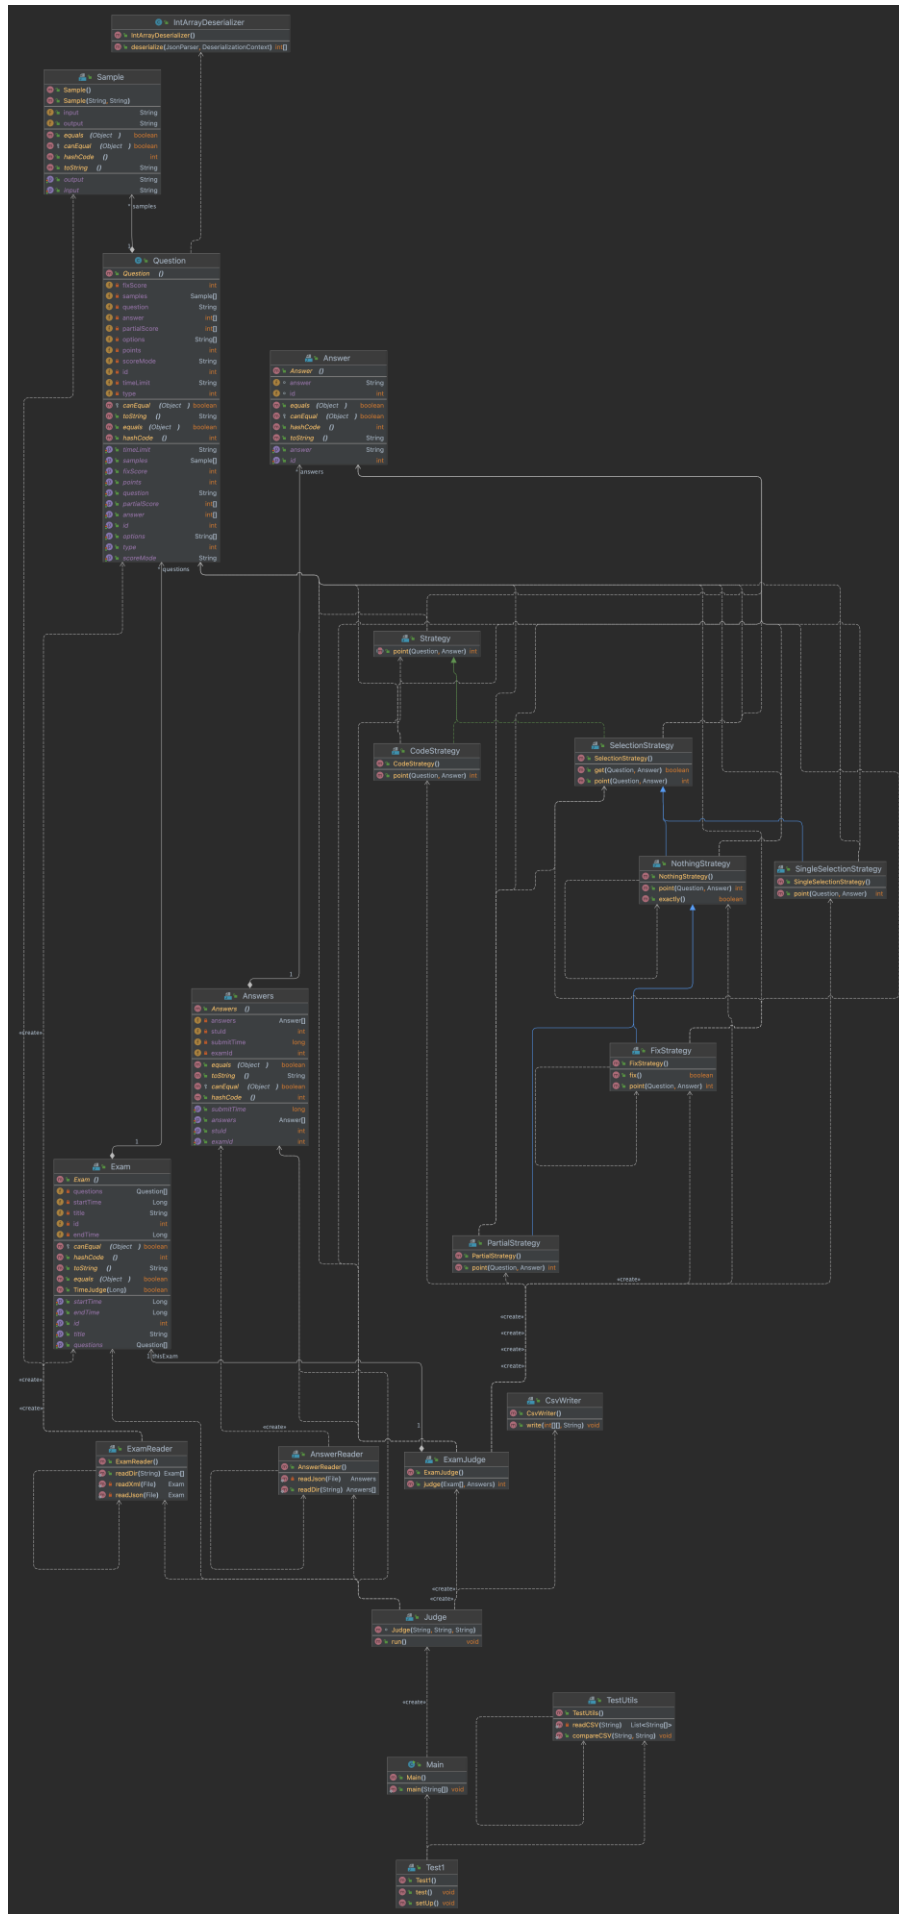 IntArrayDeserializer
IntArrayDeserializer()
deserialize(JsonParser, DeserializationContext) int[]
Sample
Sample()
Sample(String, String)
input String
output String
equals (Object ) boolean
canEqual (Object ) boolean
hashCode () int
toString () String
output String
input String
* samples
1
Question
Question ()
fixScore int
samples Sample[]
question String
answer int[]
partialScore int[]
options String[]
points int
scoreMode String
id int
timeLimit String
type int
canEqual (Object ) boolean
toString () String
equals (Object ) boolean
hashCode () int
timeLimit String
samples Sample[]
fixScore int
points int
question String
partialScore int[]
answer int[]
id int
options String[]
type int
scoreMode String
* questions
Answer
Answer ()
answer String
id int
equals (Object ) boolean
canEqual (Object ) boolean
hashCode () int
toString () String
answer String
id int
* answers
Strategy
point(Question, Answer) int
CodeStrategy
CodeStrategy()
point(Question, Answer) int
SelectionStrategy
SelectionStrategy()
get(Question, Answer) boolean
point(Question, Answer) int
NothingStrategy
NothingStrategy()
point(Question, Answer) int
exactly() boolean
SingleSelectionStrategy
SingleSelectionStrategy()
point(Question, Answer) int
1
Answers
Answers ()
answers Answer[]
stuId int
submitTime long
examId int
equals (Object ) boolean
toString () String
canEqual (Object ) boolean
hashCode () int
submitTime long
answers Answer[]
stuId int
examId int
«create»
FixStrategy
FixStrategy()
fix() boolean
point(Question, Answer) int
1
Exam
Exam ()
questions Question[]
startTime Long
title String
id int
endTime Long
canEqual (Object ) boolean
hashCode () int
toString () String
equals (Object ) boolean
TimeJudge(Long) boolean
startTime Long
endTime Long
id int
title String
questions Question[]
1 thisExam
PartialStrategy
PartialStrategy()
point(Question, Answer) int
«create»
«create»
«create»
«create»
«create»
«create»
«create»
CsvWriter
CsvWriter()
write(int[][], String) void
«create»
1
ExamReader
ExamReader()
readDir(String) Exam[]
readXml(File) Exam
readJson(File) Exam
AnswerReader
AnswerReader()
readJson(File) Answers
readDir(String) Answers[]
ExamJudge
ExamJudge()
judge(Exam[], Answers) int
«create»
«create»
Judge
Judge(String, String, String)
run() void
«create»
TestUtils
TestUtils()
readCSV(String) List<String[]>
compareCSV(String, String) void
Main
Main()
main(String[]) void
Test1
Test1()
test() void
setUp() void